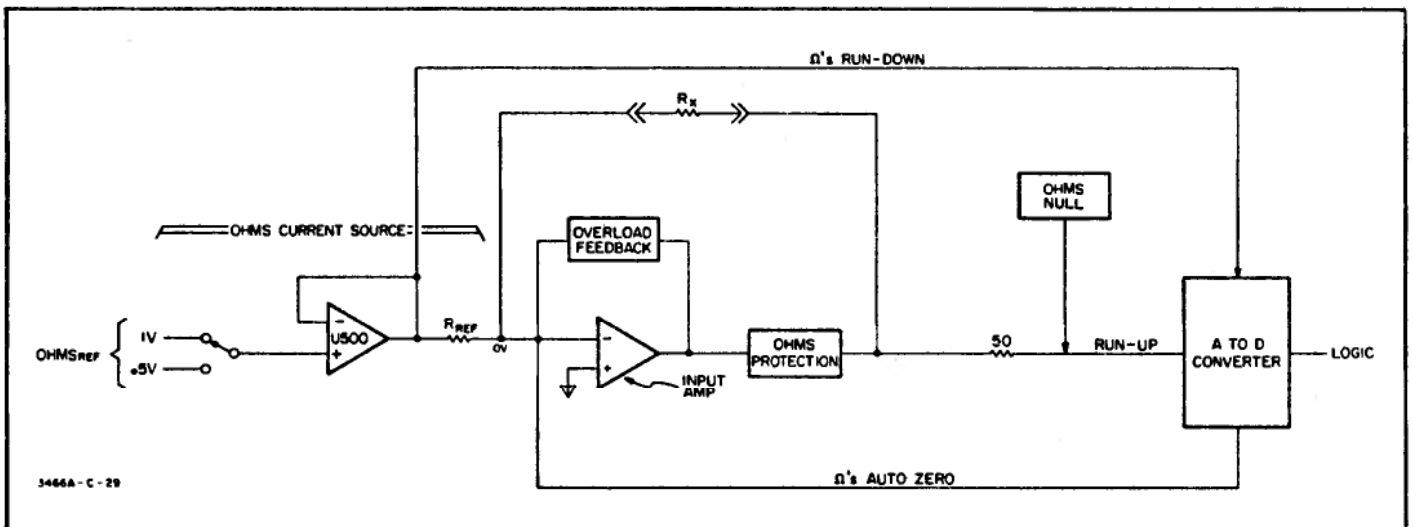 Ω's RUN-DOWN
Rx
OHMS
NULL
OHMS CURRENT SOURCE
OVERLOAD
FEEDBACK
1V
OHMSREF
.5V
-
U500
+
RREF
0V
-
+
INPUT
AMP
OHMS
PROTECTION
50
RUN-UP
A TO D
CONVERTER
LOGIC
Ω's AUTO ZERO
3466A-C-29